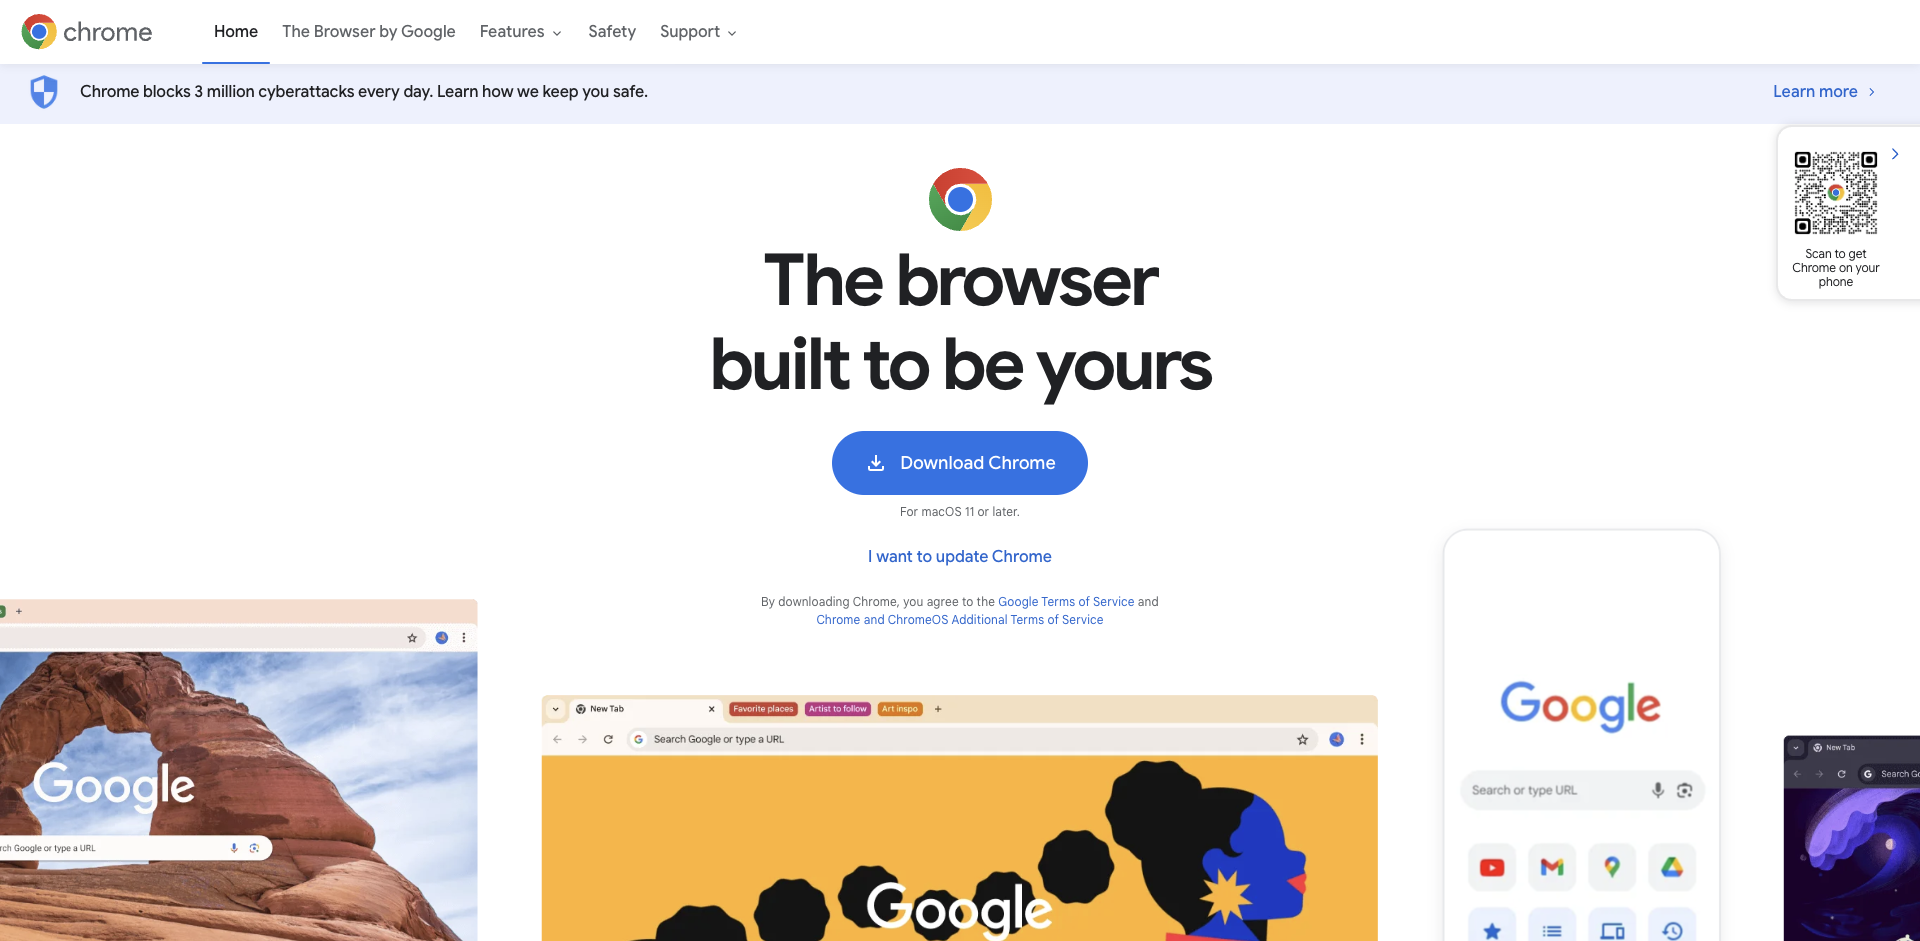 chrome
Home
The Browser by Google
Features
Safety
Support
Chrome blocks 3 million cyberattacks every day. Learn how we keep you safe.
Learn more
Scan to get
Chrome on your
phone
The browser
built to be yours
Download Chrome
For macOS 11 or later.
I want to update Chrome
By downloading Chrome, you agree to the Google Terms of Service and
Chrome and ChromeOS Additional Terms of Service
Google
Google or type a URL
New Tab
Favorite places
Artist to follow
Art inspo
Search Google or type a URL
Google
Google
Search or type URL
New Tab
Search